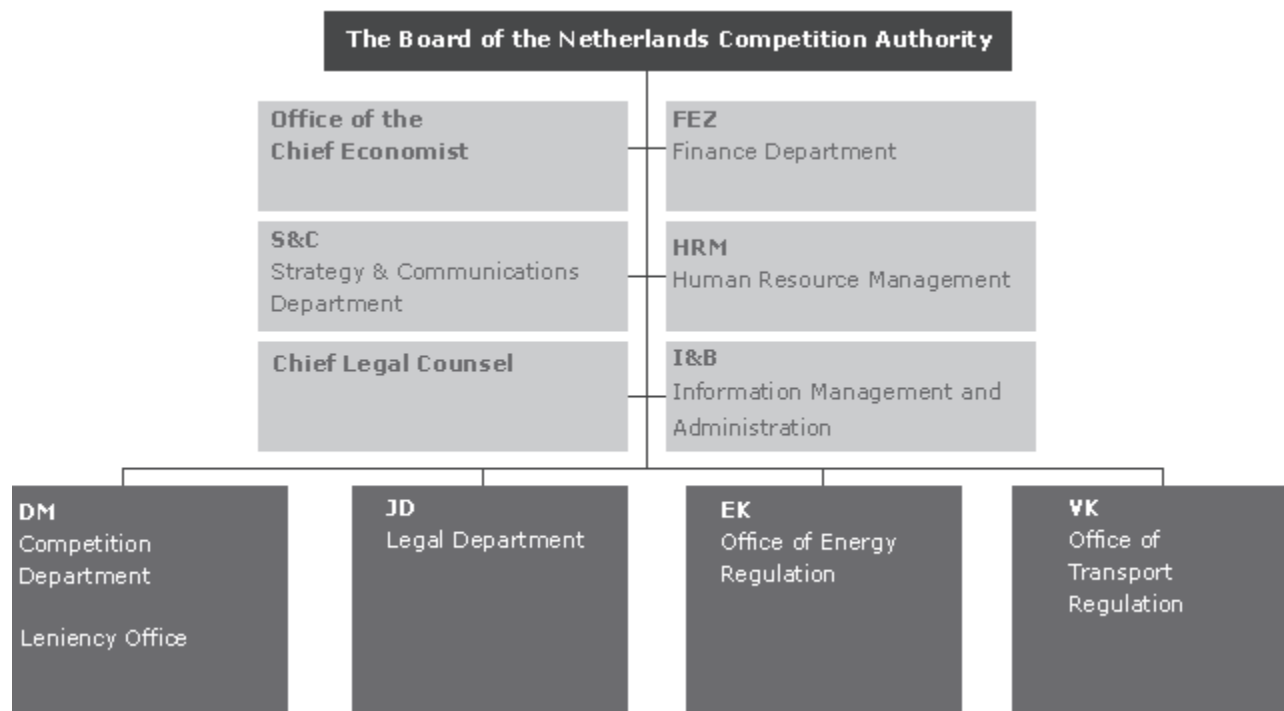 The Board of the Netherlands Competition Authority
Office of the
Chief Economist
FEZ
Finance Department
S&C
Strategy & Communications
Department
HRM
Human Resource Management
Chief Legal Counsel
I&B
Information Management and
Administration
DM
Competition
Department
Leniency Office
JD
Legal Department
EK
Office of Energy
Regulation
VK
Office of
Transport
Regulation